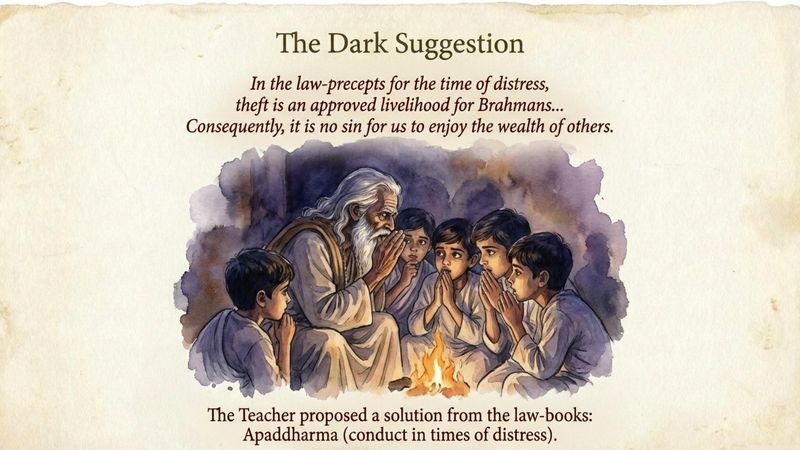 The Dark Suggestion
In the law-precepts for the time of distress,
theft is an approved livelihood for Brahmans...
Consequently, it is no sin for us to enjoy the wealth of others.
The Teacher proposed a solution from the law-books:
Apaddharma (conduct in times of distress).